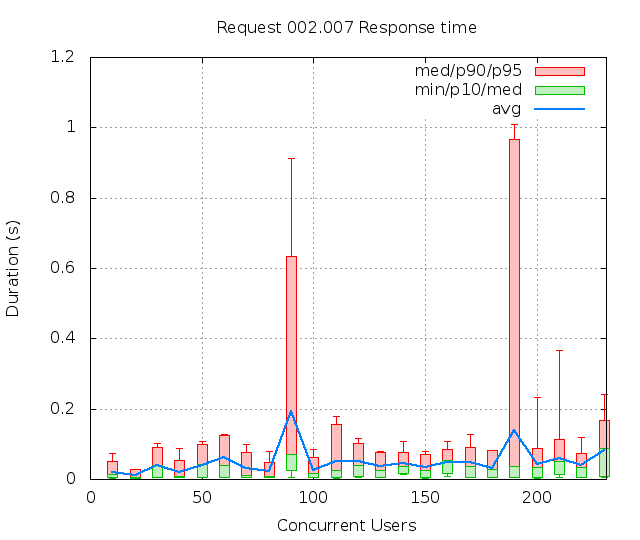 Request 002.007 Response time
med/p90/p95
min/p10/med
avg
Duration (s)
1.2
1
0.8
0.6
0.4
0.2
0
0 50 100 150 200
Concurrent Users